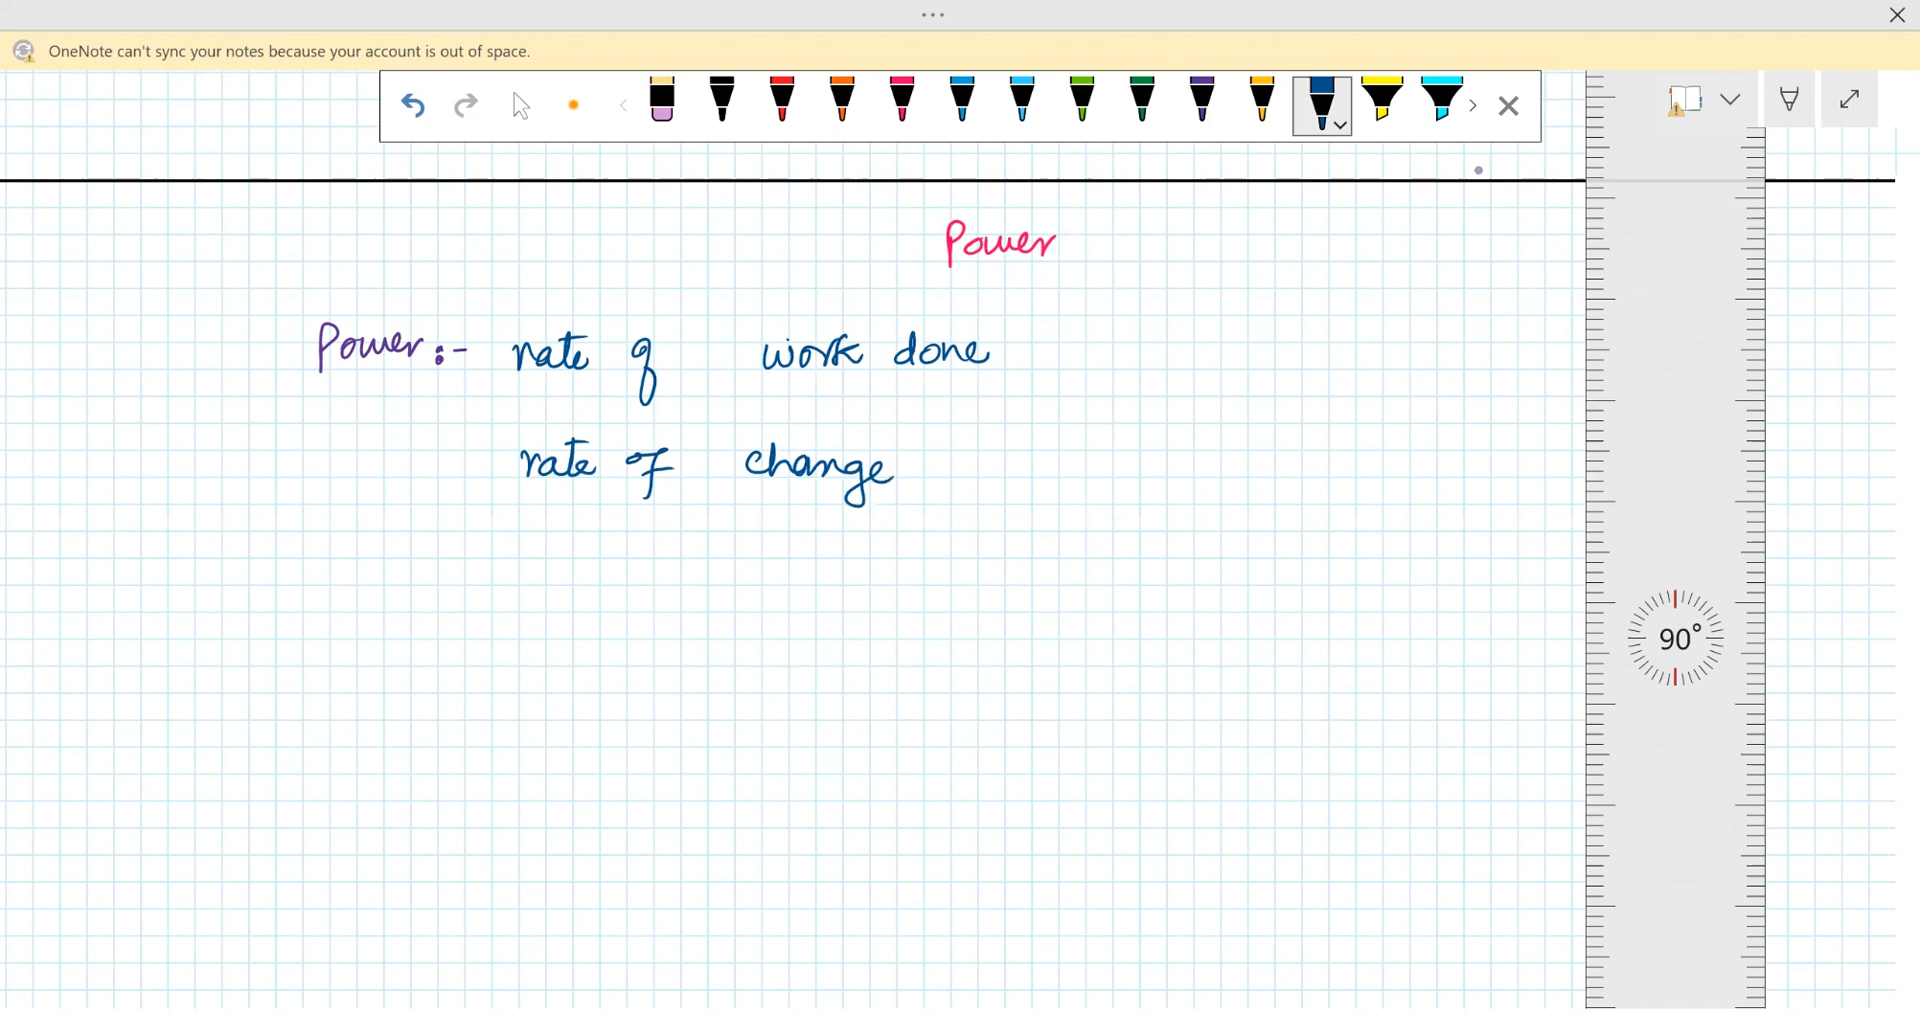 OneNote can't sync your notes because your account is out of space.
Power
Power:- rate of work done
rate of change
90°